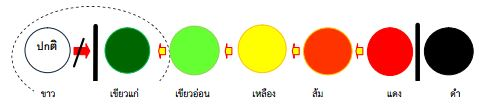 ปกติ
ขาว เขียวแก่ เขียวอ่อน เหลือง ส้ม แดง ดำ